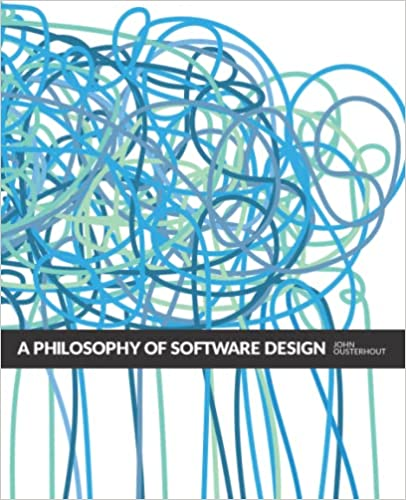 A PHILOSOPHY OF SOFTWARE DESIGN
JOHN
OUSTERHOUT